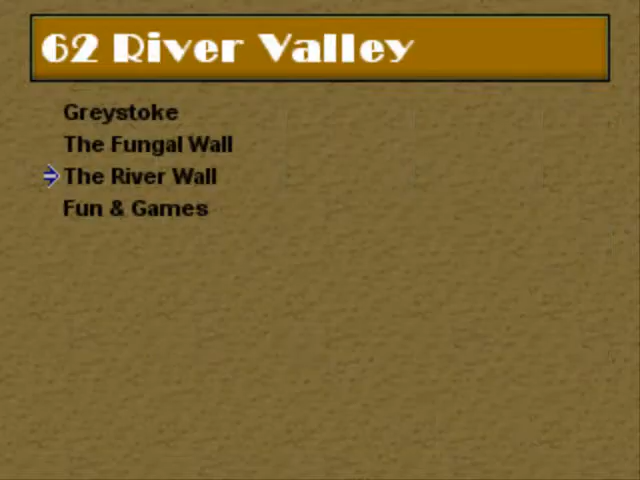 62 River Valley
Greystoke
The Fungal Wall
The River Wall
Fun & Games